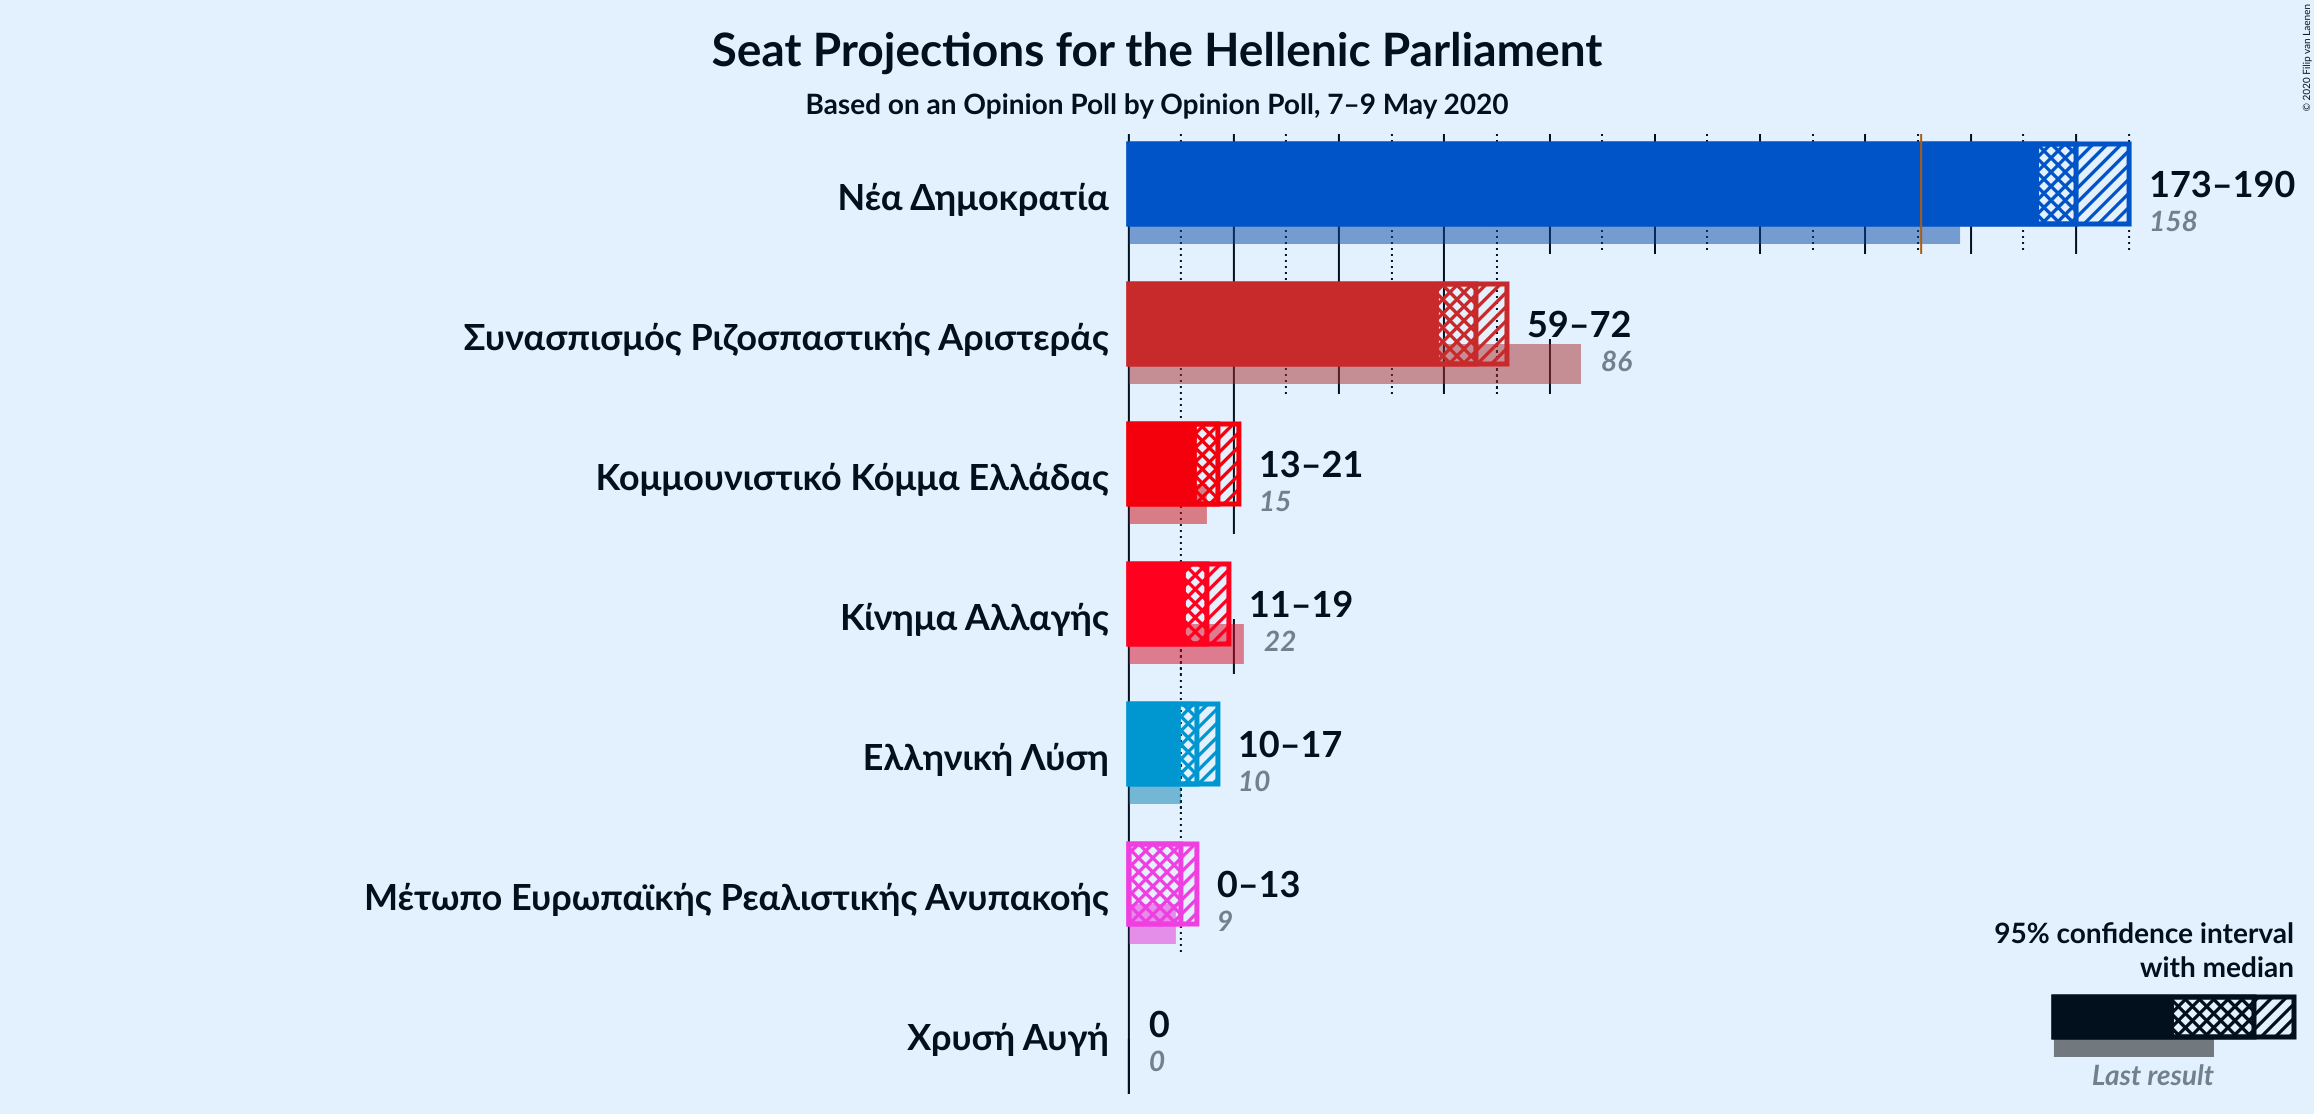 Seat Projections for the Hellenic Parliament
Based on an Opinion Poll by Opinion Poll, 7–9 May 2020
© 2020 Filip van Laenen
Νέα Δημοκρατία
173–190
158
Συνασπισμός Ριζοσπαστικής Αριστεράς
59–72
86
Κομμουνιστικό Κόμμα Ελλάδας
13–21
15
Κίνημα Αλλαγής
11–19
22
Ελληνική Λύση
10–17
10
Μέτωπο Ευρωπαϊκής Ρεαλιστικής Ανυπακοής
0–13
9
Χρυσή Αυγή
0
0
95% confidence interval
with median
Last result